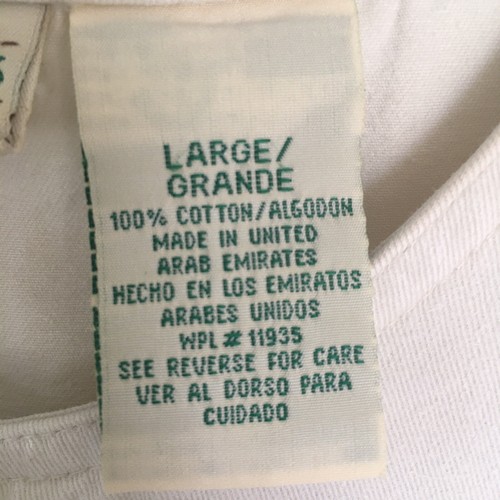 LARGE/
GRANDE
100% COTTON/ALGODON
MADE IN UNITED
ARAB EMIRATES
HECHO EN LOS EMIRATOS
ARABES UNIDOS
WPL # 11935
SEE REVERSE FOR CARE
VER AL DORSO PARA
CUIDADO